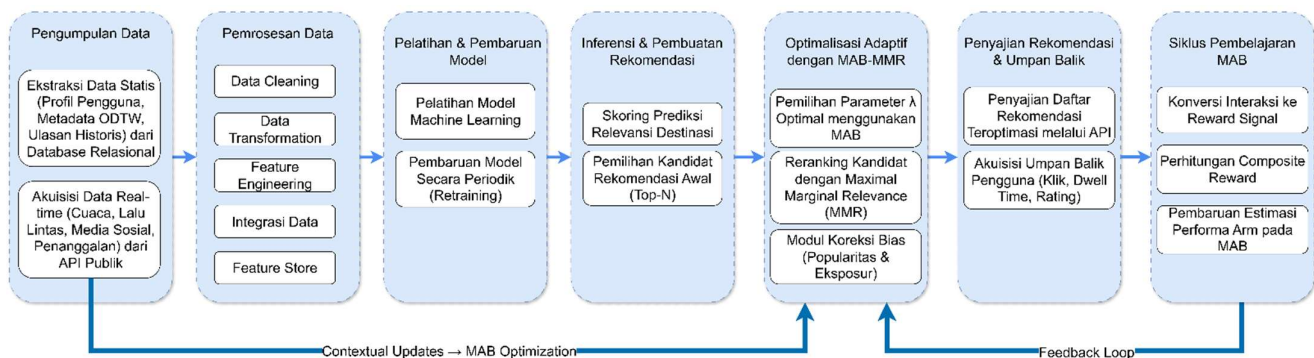 Pengumpulan Data
Ekstraksi Data Statis
(Profil Pengguna,
Metadata ODTW,
Ulasan Historis) dari
Database Relasional
Akuisisi Data Real-
time (Cuaca, Lalu
Lintas, Media Sosial,
Penanggalan) dari
API Publik
Pemrosesan Data
Data Cleaning
Data
Transformation
Feature
Engineering
Integrasi Data
Feature Store
Pelatihan & Pembaruan
Model
Pelatihan Model
Machine Learning
Pembaruan Model
Secara Periodik
(Retraining)
Inferensi & Pembuatan
Rekomendasi
Skoring Prediksi
Relevansi Destinasi
Pemilihan Kandidat
Rekomendasi Awal
(Top-N)
Optimalisasi Adaptif
dengan MAB-MMR
Pemilihan Parameter λ
Optimal menggunakan
MAB
Reranking Kandidat
dengan Maximal
Marginal Relevance
(MMR)
Modul Koreksi Bias
(Popularitas &
Eksposur)
Penyajian Rekomendasi
& Umpan Balik
Penyajian Daftar
Rekomendasi
Teroptimasi melalui API
Akuisisi Umpan Balik
Pengguna (Klik, Dwell
Time, Rating)
Siklus Pembelajaran
MAB
Konversi Interaksi ke
Reward Signal
Perhitungan Composite
Reward
Pembaruan Estimasi
Performa Arm pada
MAB
Contextual Updates → MAB Optimization
Feedback Loop